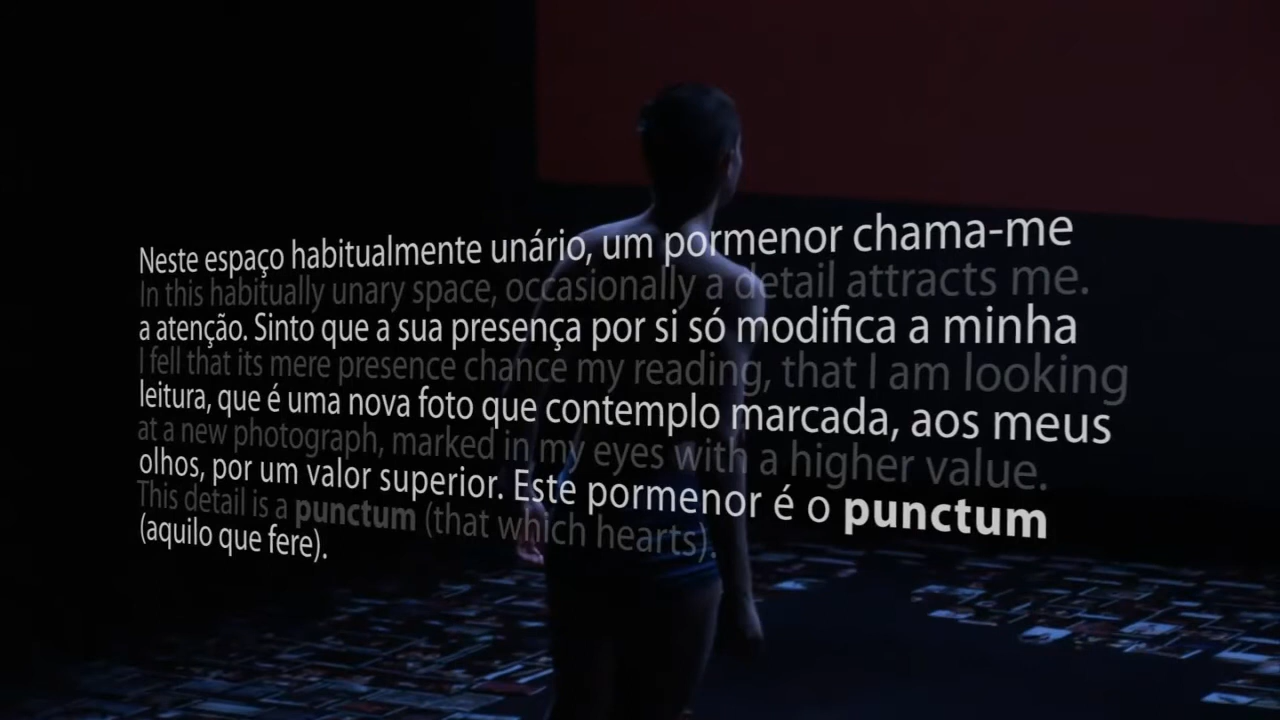 Neste espaço habitualmente unário, um pormenor chama-me
In this habitually unary space, occasionally a detail attracts me.
a atenção. Sinto que a sua presença por si só modifica a minha
I fell that its mere presence chance my reading, that I am looking
leitura, que é uma nova foto que contemplo marcada, aos meus
at a new photograph, marked in my eyes with a higher value.
olhos, por um valor superior. Este pormenor é o punctum
This detail is a punctum (that which hearts).
(aquilo que fere).